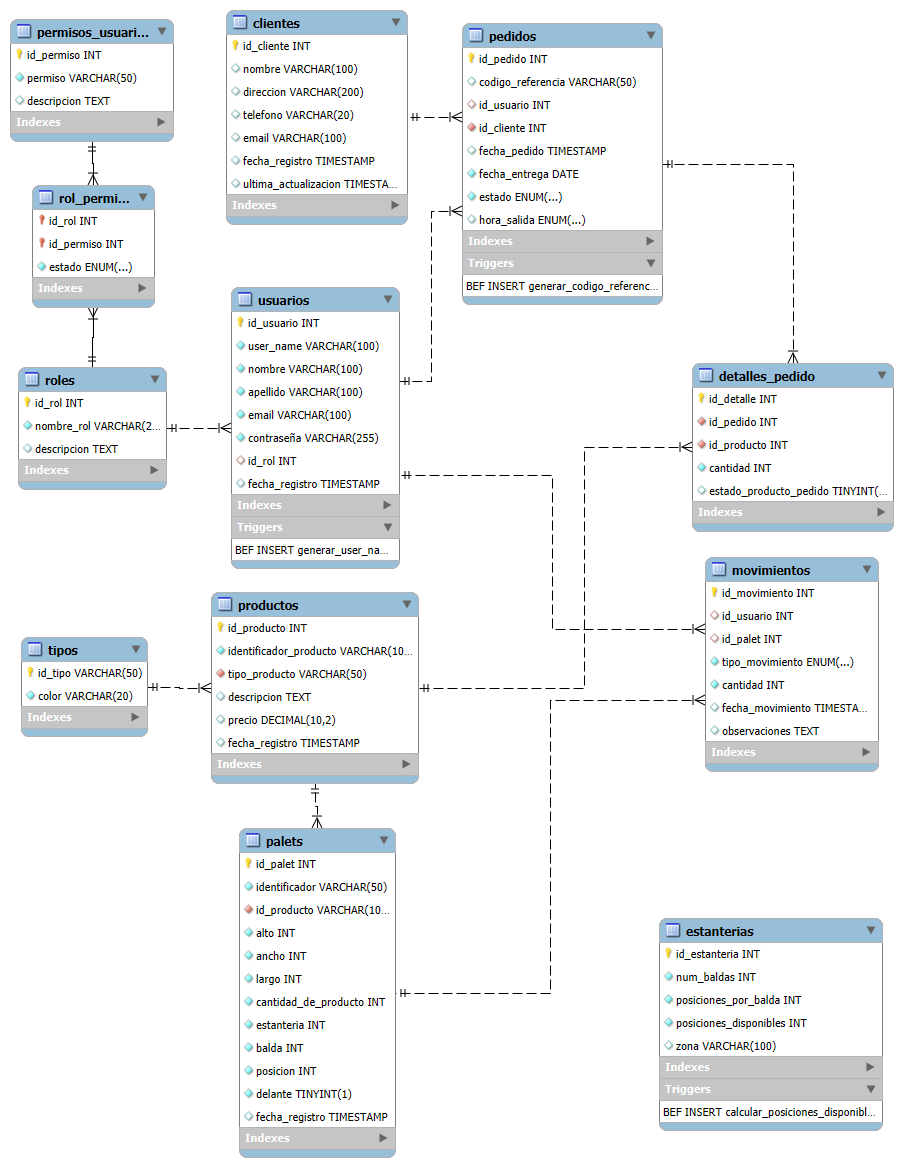 permisos_usuari...
id_permiso INT
permiso VARCHAR(50)
descripcion TEXT
Indexes
rol_permi...
id_rol INT
id_permiso INT
estado ENUM(...)
Indexes
roles
id_rol INT
nombre_rol VARCHAR(2...
descripcion TEXT
Indexes
clientes
id_cliente INT
nombre VARCHAR(100)
direccion VARCHAR(200)
telefono VARCHAR(20)
email VARCHAR(100)
fecha_registro TIMESTAMP
ultima_actualizacion TIMESTA...
Indexes
usuarios
id_usuario INT
user_name VARCHAR(100)
nombre VARCHAR(100)
apellido VARCHAR(100)
email VARCHAR(100)
contraseña VARCHAR(255)
id_rol INT
fecha_registro TIMESTAMP
Indexes
Triggers
BEF INSERT generar_user_na...
pedidos
id_pedido INT
codigo_referencia VARCHAR(50)
id_usuario INT
id_cliente INT
fecha_pedido TIMESTAMP
fecha_entrega DATE
estado ENUM(...)
hora_salida ENUM(...)
Indexes
Triggers
BEF INSERT generar_codigo_referenc...
detalles_pedido
id_detalle INT
id_pedido INT
id_producto INT
cantidad INT
estado_producto_pedido TINYINT(...
Indexes
movimientos
id_movimiento INT
id_usuario INT
id_palet INT
tipo_movimiento ENUM(...)
cantidad INT
fecha_movimiento TIMESTA...
observaciones TEXT
Indexes
tipos
id_tipo VARCHAR(50)
color VARCHAR(20)
Indexes
productos
id_producto INT
identificador_producto VARCHAR(10...
tipo_producto VARCHAR(50)
descripcion TEXT
precio DECIMAL(10,2)
fecha_registro TIMESTAMP
Indexes
palets
id_palet INT
identificador VARCHAR(50)
id_producto VARCHAR(10...
alto INT
ancho INT
largo INT
cantidad_de_producto INT
estanteria INT
balda INT
posicion INT
delante TINYINT(1)
fecha_registro TIMESTAMP
Indexes
estanterias
id_estanteria INT
num_baldas INT
posiciones_por_balda INT
posiciones_disponibles INT
zona VARCHAR(100)
Indexes
Triggers
BEF INSERT calcular_posiciones_disponibl...